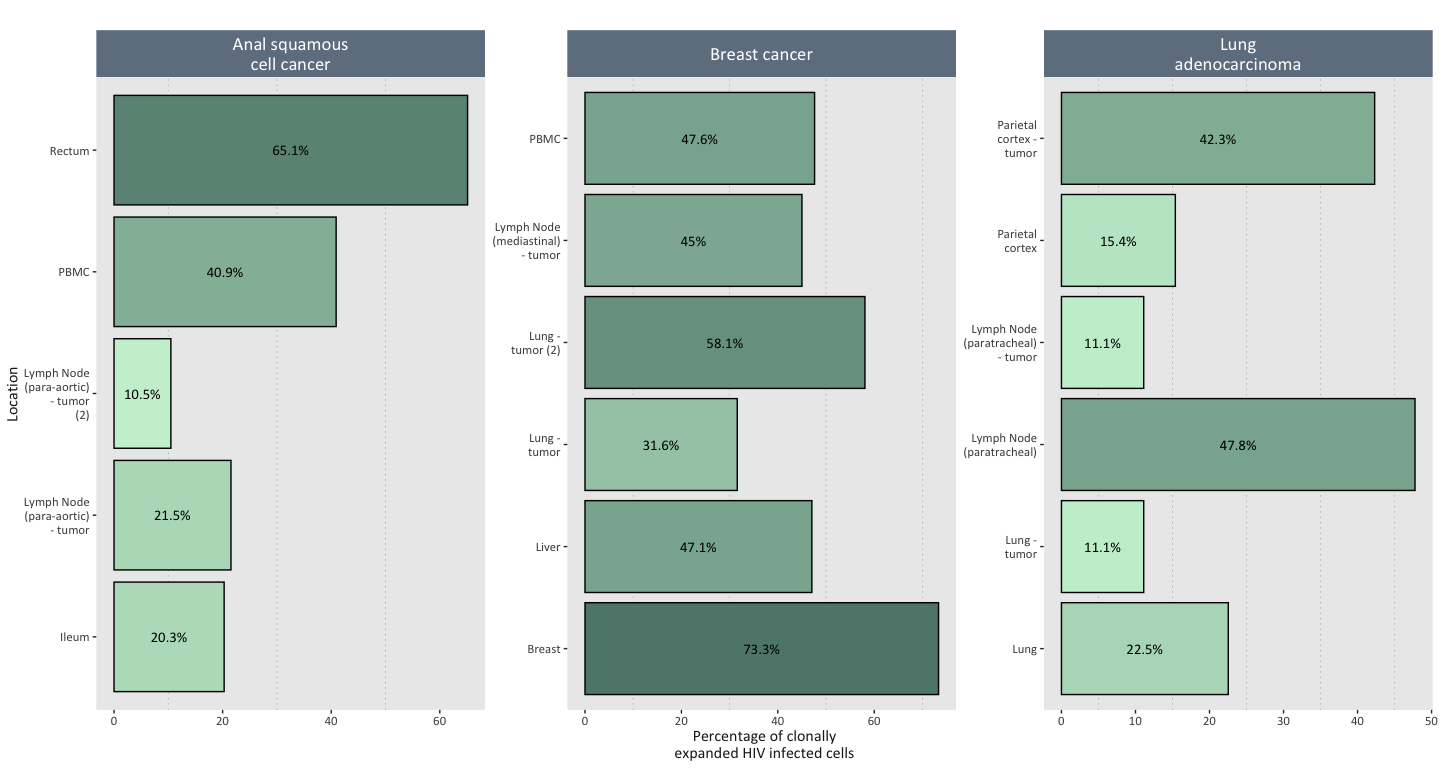 Anal squamous
cell cancer
Breast cancer
Lung
adenocarcinoma
Location
Rectum
65.1%
PBMC
40.9%
Lymph Node
(para-aortic)
- tumor
(2)
10.5%
Lymph Node
(para-aortic)
- tumor
21.5%
Ileum
20.3%
0
20
40
60
PBMC
47.6%
Lymph Node
(mediastinal)
- tumor
45%
Lung -
tumor (2)
58.1%
Lung -
tumor
31.6%
Liver
47.1%
Breast
73.3%
0
20
40
60
Parietal
cortex -
tumor
42.3%
Parietal
cortex
15.4%
Lymph Node
(paratracheal)
- tumor
11.1%
Lymph Node
(paratracheal)
47.8%
Lung -
tumor
11.1%
Lung
22.5%
0
10
20
30
40
50
Percentage of clonally
expanded HIV infected cells